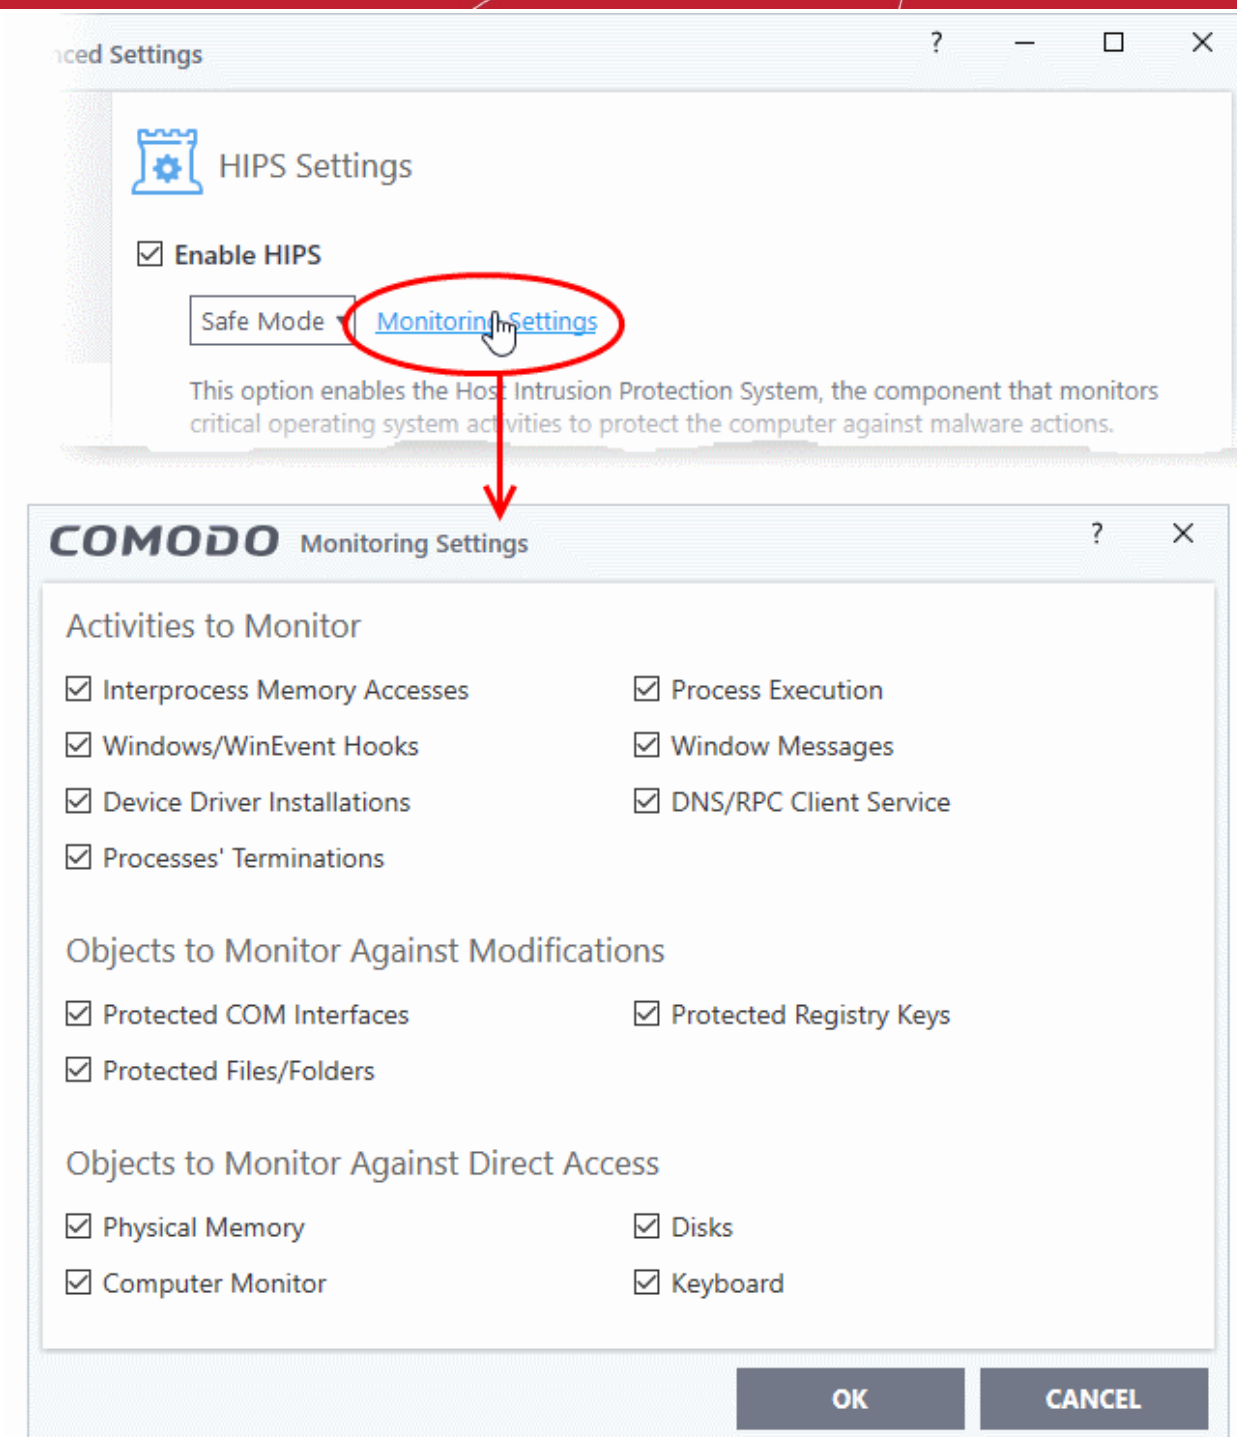 nced Settings
?
HIPS Settings
Enable HIPS
Safe Mode Monitoring Settings
This option enables the Host Intrusion Protection System, the component that monitors
critical operating system activities to protect the computer against malware actions.
COMODO Monitoring Settings ?
Activities to Monitor
Interprocess Memory Accesses Process Execution
Windows/WinEvent Hooks Window Messages
Device Driver Installations DNS/RPC Client Service
Processes' Terminations
Objects to Monitor Against Modifications
Protected COM Interfaces Protected Registry Keys
Protected Files/Folders
Objects to Monitor Against Direct Access
Physical Memory Disks
Computer Monitor Keyboard
OK CANCEL